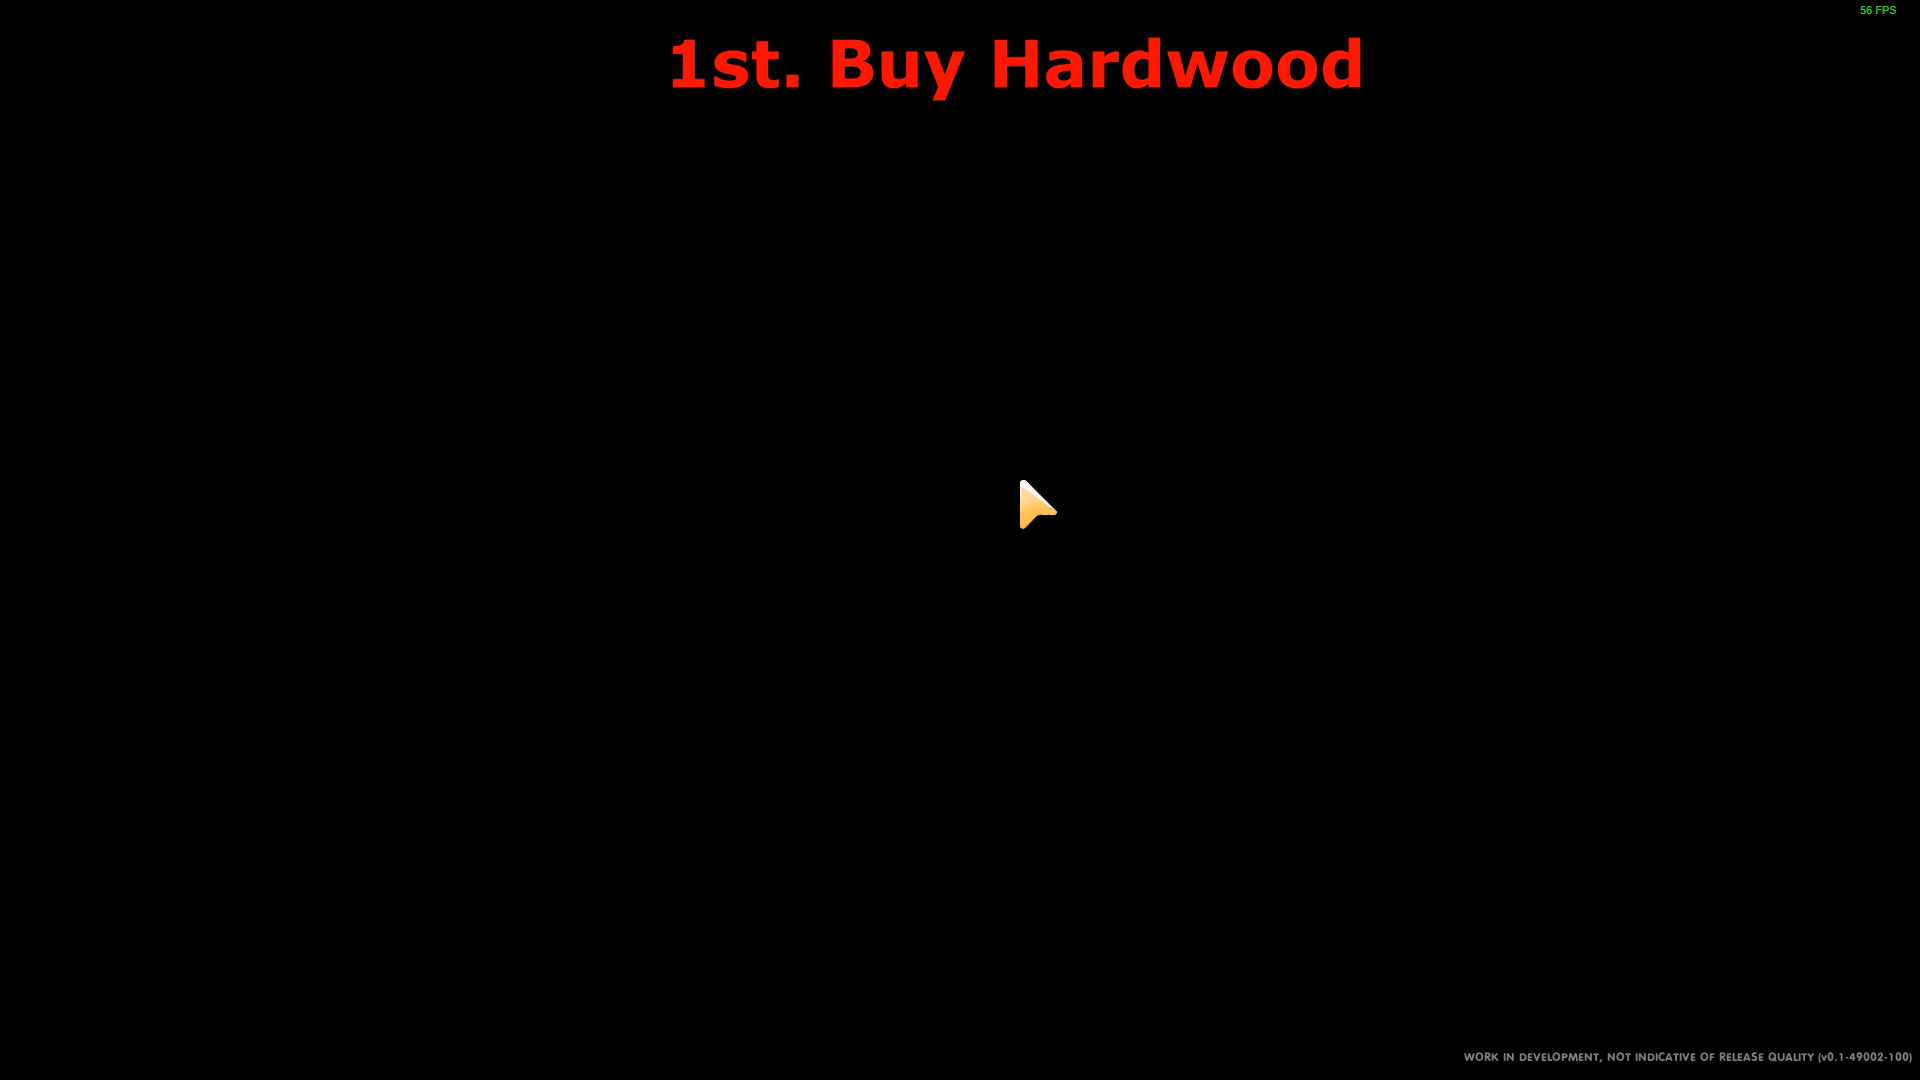 56 FPS
1st. Buy Hardwood
WORK IN DEVELOPMENT, NOT INDICATIVE OF RELEASE QUALITY (v0.1-49002-100)